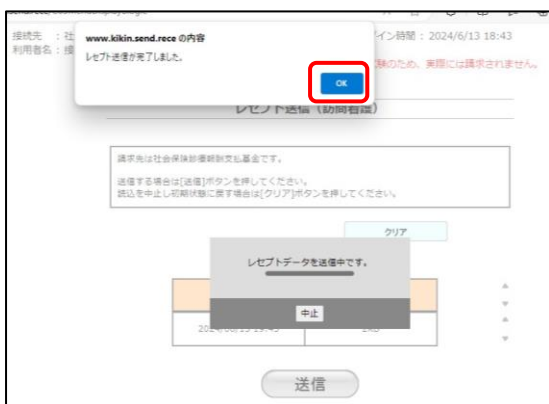 接続先 ：社
利用者名：接
www.kikin.send.rece の内容
レセプト送信が完了しました。
OK
イン時間：2024/6/13 18:43
験のため、実際には請求されません。
レセプト送信（訪問看護）
請求先は社会保険診療報酬支払基金です。
送信する場合は[送信]ボタンを押してください。
読込を中止し初期状態に戻す場合は[クリア]ボタンを押してください。
クリア
レセプトデータを送信中です。
中止
送信